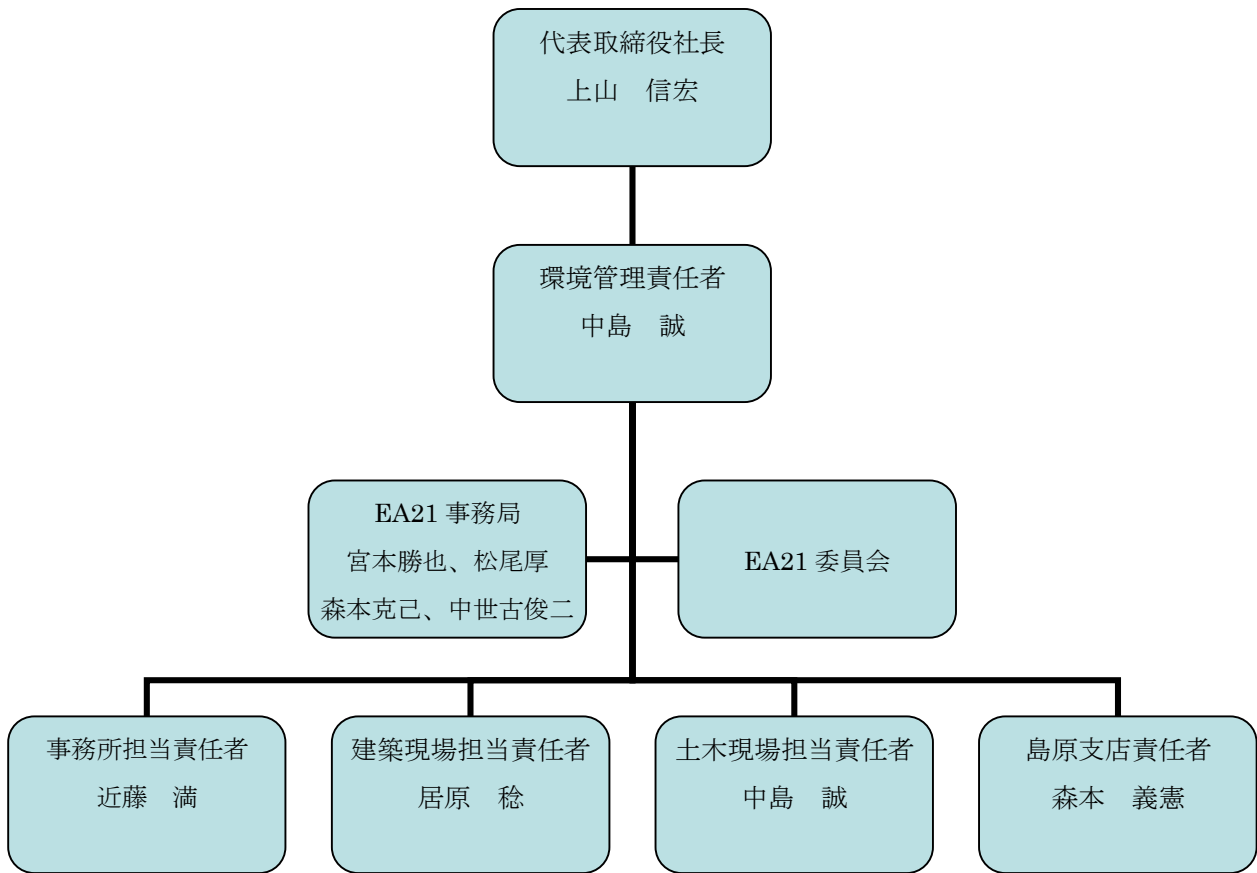 代表取締役社長
上山　信宏
環境管理責任者
中島　誠
EA21 事務局
宮本勝也、松尾厚
森本克己、中世古俊二
EA21 委員会
事務所担当責任者
近藤　満
建築現場担当責任者
居原　稔
土木現場担当責任者
中島　誠
島原支店責任者
森本　義憲